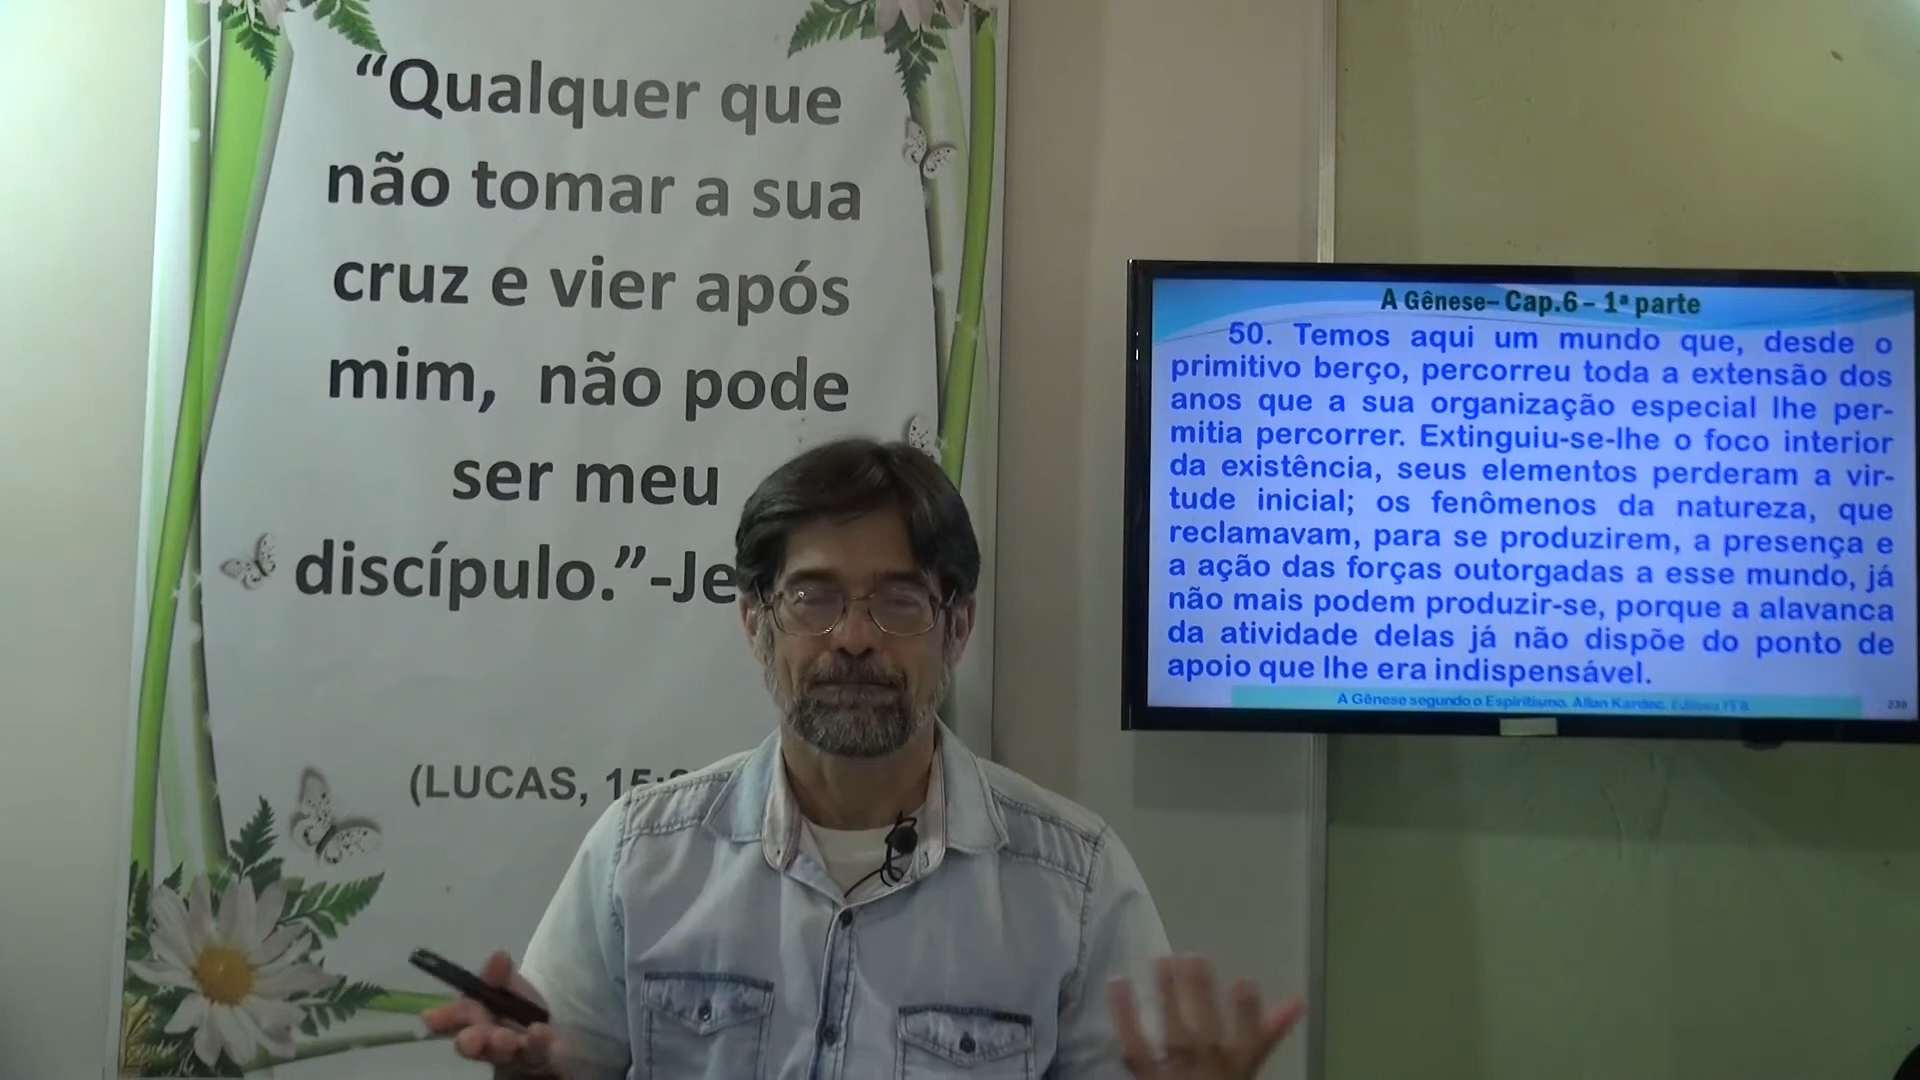 “Qualquer que
não tomar a sua
cruz e vier após
mim, não pode
ser meu
discípulo.”-Je
(LUCAS, 15:
A Gênese– Cap.6 – 1ª parte
50. Temos aqui um mundo que, desde o
primitivo berço, percorreu toda a extensão dos
anos que a sua organização especial lhe per-
mitia percorrer. Extinguiu-se-lhe o foco interior
da existência, seus elementos perderam a vir-
tude inicial; os fenômenos da natureza, que
reclamavam, para se produzirem, a presença e
a ação das forças outorgadas a esse mundo, já
não mais podem produzir-se, porque a alavanca
da atividade delas já não dispõe do ponto de
apoio que lhe era indispensável.
A Gênese segundo o Espiritismo. Allan Kardec. Editora FEB.
239